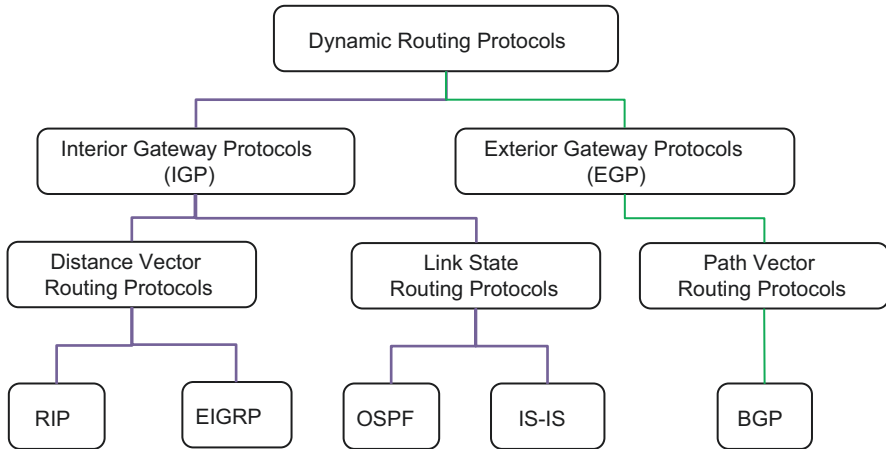 Dynamic Routing Protocols
Interior Gateway Protocols
(IGP)
Exterior Gateway Protocols
(EGP)
Distance Vector
Routing Protocols
Link State
Routing Protocols
Path Vector
Routing Protocols
RIP
EIGRP
OSPF
IS-IS
BGP